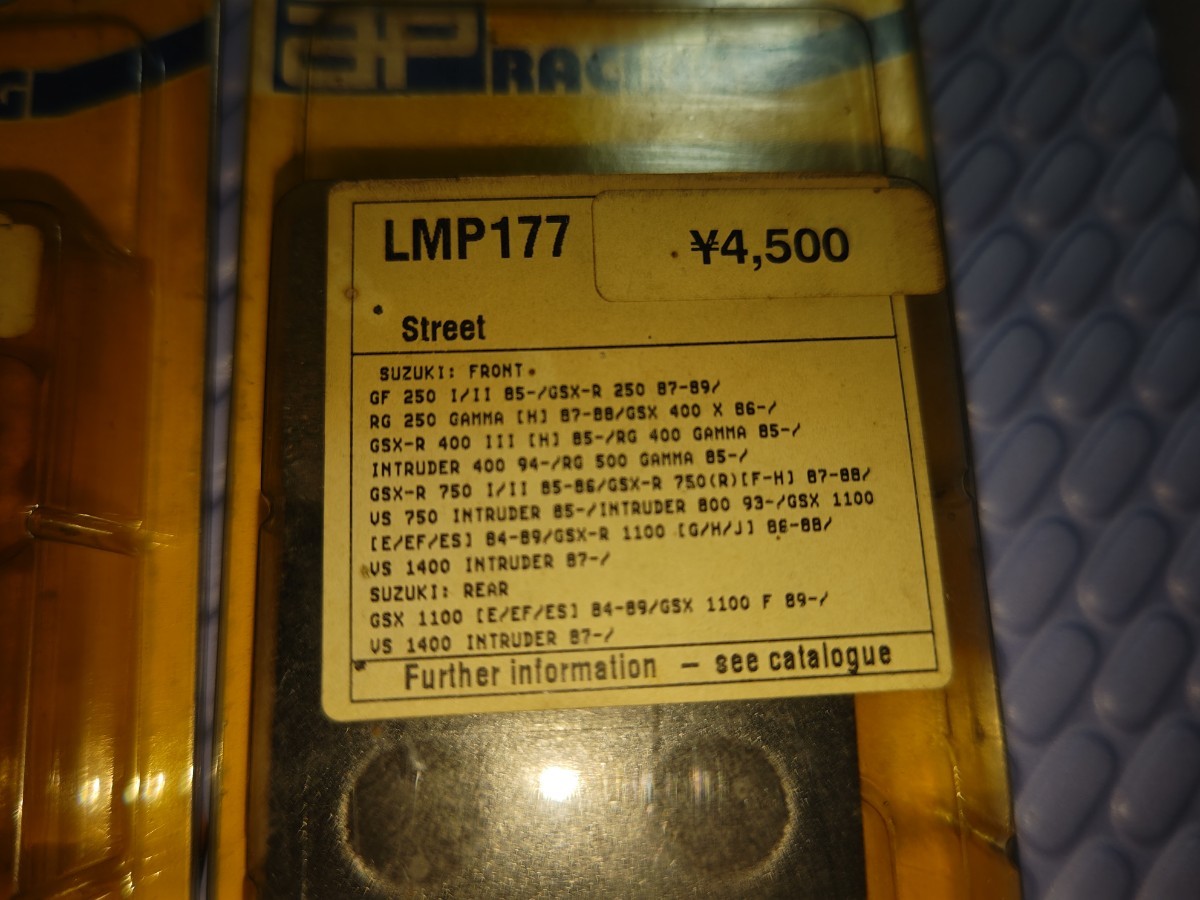 G
AP RACING
LMP177
¥4,500
Street
SUZUKI: FRONT
GF 250 I/II 85-/GSX-R 250 87-89/
RG 250 GAMMA [H] 87-88/GSX 400 X 86-/
GSX-R 400 III [H] 85-/RG 400 GAMMA 85-/
INTRUDER 400 94-/RG 500 GAMMA 85-/
GSX-R 750 I/II 85-86/GSX-R 750(R)[F-H] 87-88/
VS 750 INTRUDER 85-/INTRUDER 800 93-/GSX 1100
[E/EF/ES] 84-89/GSX-R 1100 [G/H/J] 86-88/
VS 1400 INTRUDER 87-/
SUZUKI: REAR
GSX 1100 [E/EF/ES] 84-89/GSX 1100 F 89-/
VS 1400 INTRUDER 87-/
Further information – see catalogue